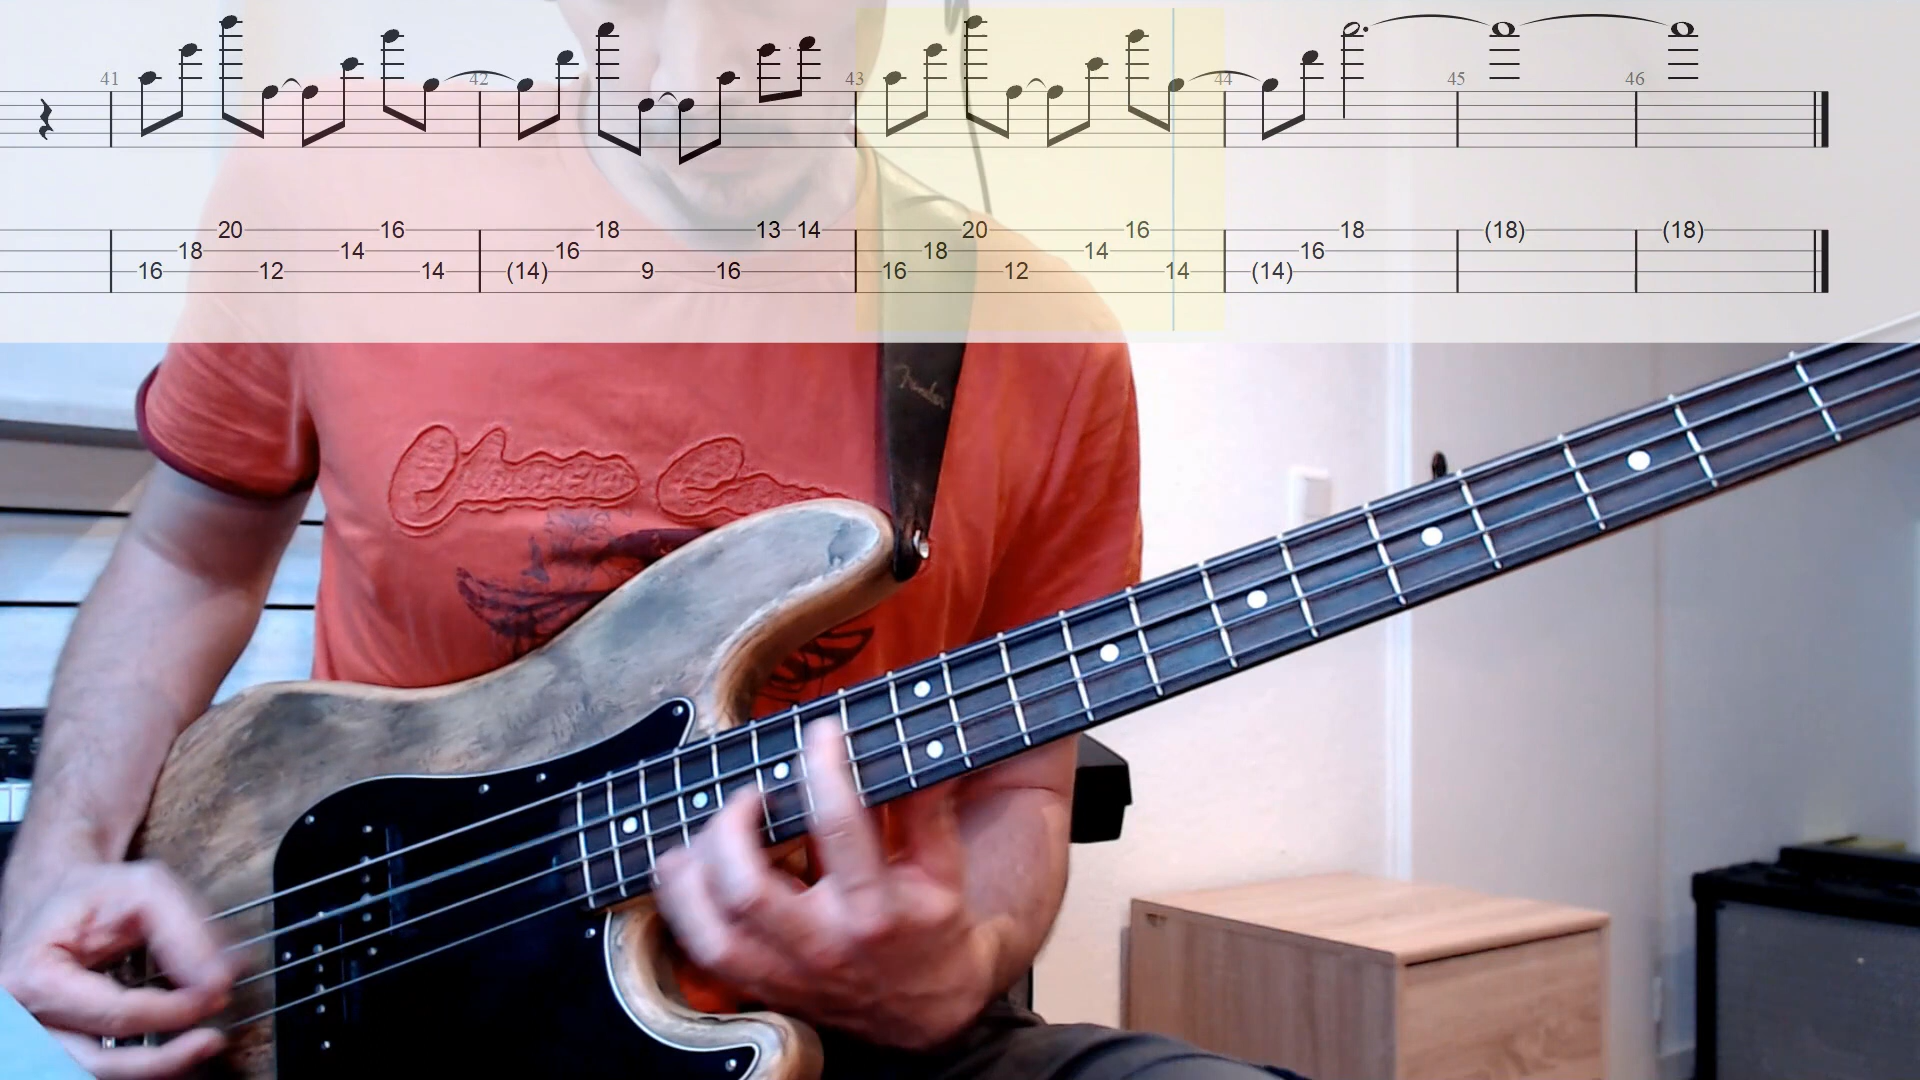 41 42 43 44 45 46
20 16 18 13 14 20 16 18 (18) (18)
18 14 16 18 14 16
16 12 14 (14) 9 16 16 12 14 (14)
Fender